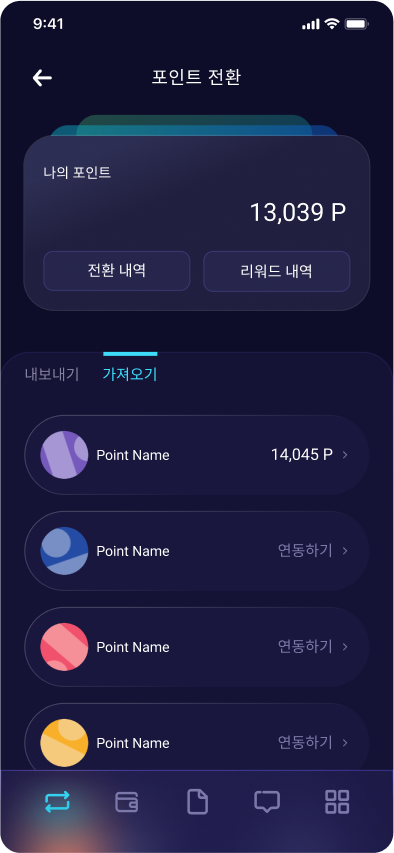 9:41
포인트 전환
나의 포인트
13,039 P
전환 내역
리워드 내역
내보내기
가져오기
Point Name
14,045 P
Point Name
연동하기
Point Name
연동하기
Point Name
연동하기